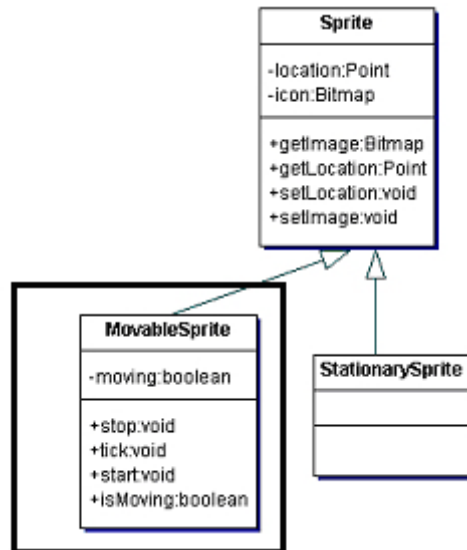 Sprite
-location:Point
-icon:Bitmap
+getImage:Bitmap
+getLocation:Point
+setLocation:void
+setImage:void
MovableSprite
-moving:boolean
+stop:void
+tick:void
+start:void
+isMoving:boolean
StationarySprite